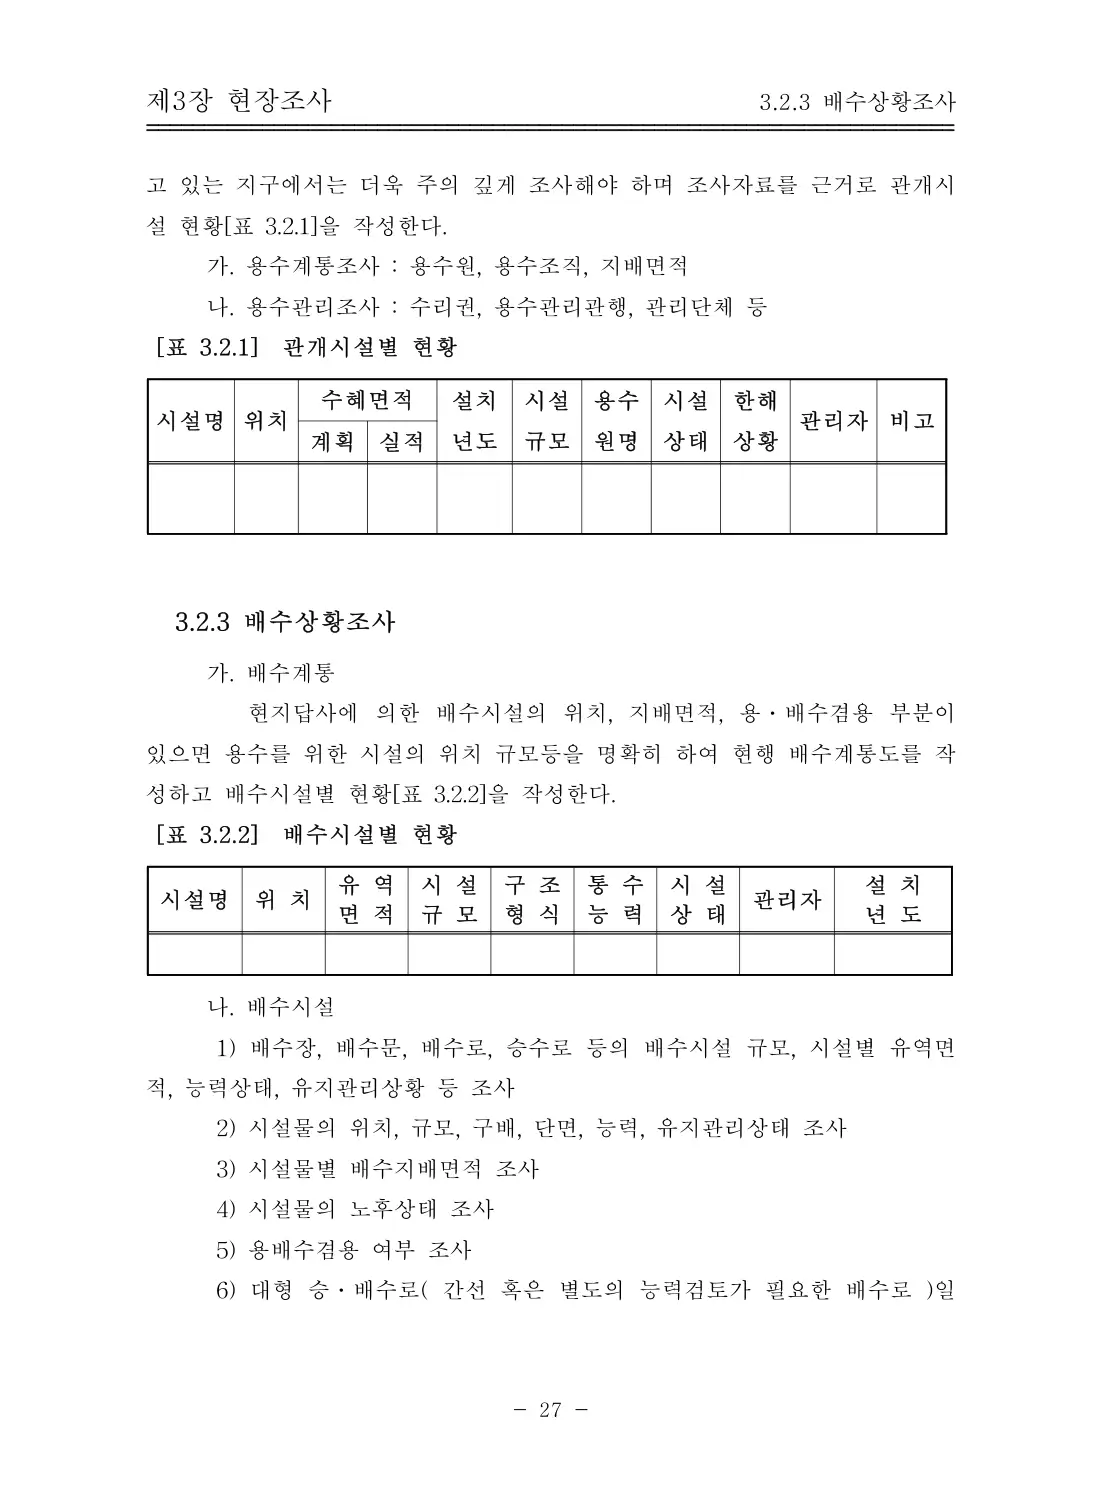 제3장 현장조사 3.2.3 배수상황조사
고 있는 지구에서는 더욱 주의 깊게 조사해야 하며 조사자료를 근거로 관개시
설 현황[표 3.2.1]을 작성한다.
가. 용수계통조사 : 용수원, 용수조직, 지배면적
나. 용수관리조사 : 수리권, 용수관리관행, 관리단체 등
[표 3.2.1] 관개시설별 현황
시설명 위치 수혜면적 설치 시설 용수 시설 한해 관리자 비고
계획 실적 년도 규모 원명 상태 상황
3.2.3 배수상황조사
가. 배수계통
현지답사에 의한 배수시설의 위치, 지배면적, 용·배수겸용 부분이
있으면 용수를 위한 시설의 위치 규모등을 명확히 하여 현행 배수계통도를 작
성하고 배수시설별 현황[표 3.2.2]을 작성한다.
[표 3.2.2] 배수시설별 현황
시설명 위 치 유 역 시 설 구 조 통 수 시 설 관리자 설 치
면 적 규 모 형 식 능 력 상 태 년 도
나. 배수시설
1) 배수장, 배수문, 배수로, 승수로 등의 배수시설 규모, 시설별 유역면
적, 능력상태, 유지관리상황 등 조사
2) 시설물의 위치, 규모, 구배, 단면, 능력, 유지관리상태 조사
3) 시설물별 배수지배면적 조사
4) 시설물의 노후상태 조사
5) 용배수겸용 여부 조사
6) 대형 승·배수로( 간선 혹은 별도의 능력검토가 필요한 배수로 )일
- 27 -